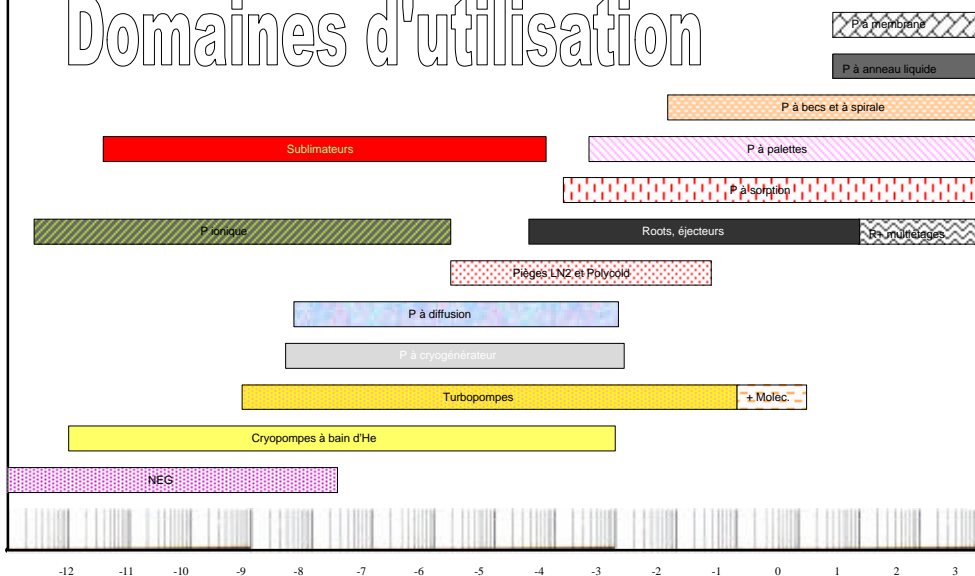 Domaines d'utilisation
P à membrane
P à anneau liquide
P à becs et à spirale
Sublimateurs
P à palettes
P à sorption
P ionique
Roots, éjecteurs
R+ multiétages
Pièges LN2 et Polycold
P à diffusion
P à cryogénérateur
Turbopompes
+ Molec.
Cryopompes à bain d'He
NEG
-12 -11 -10 -9 -8 -7 -6 -5 -4 -3 -2 -1 0 1 2 3